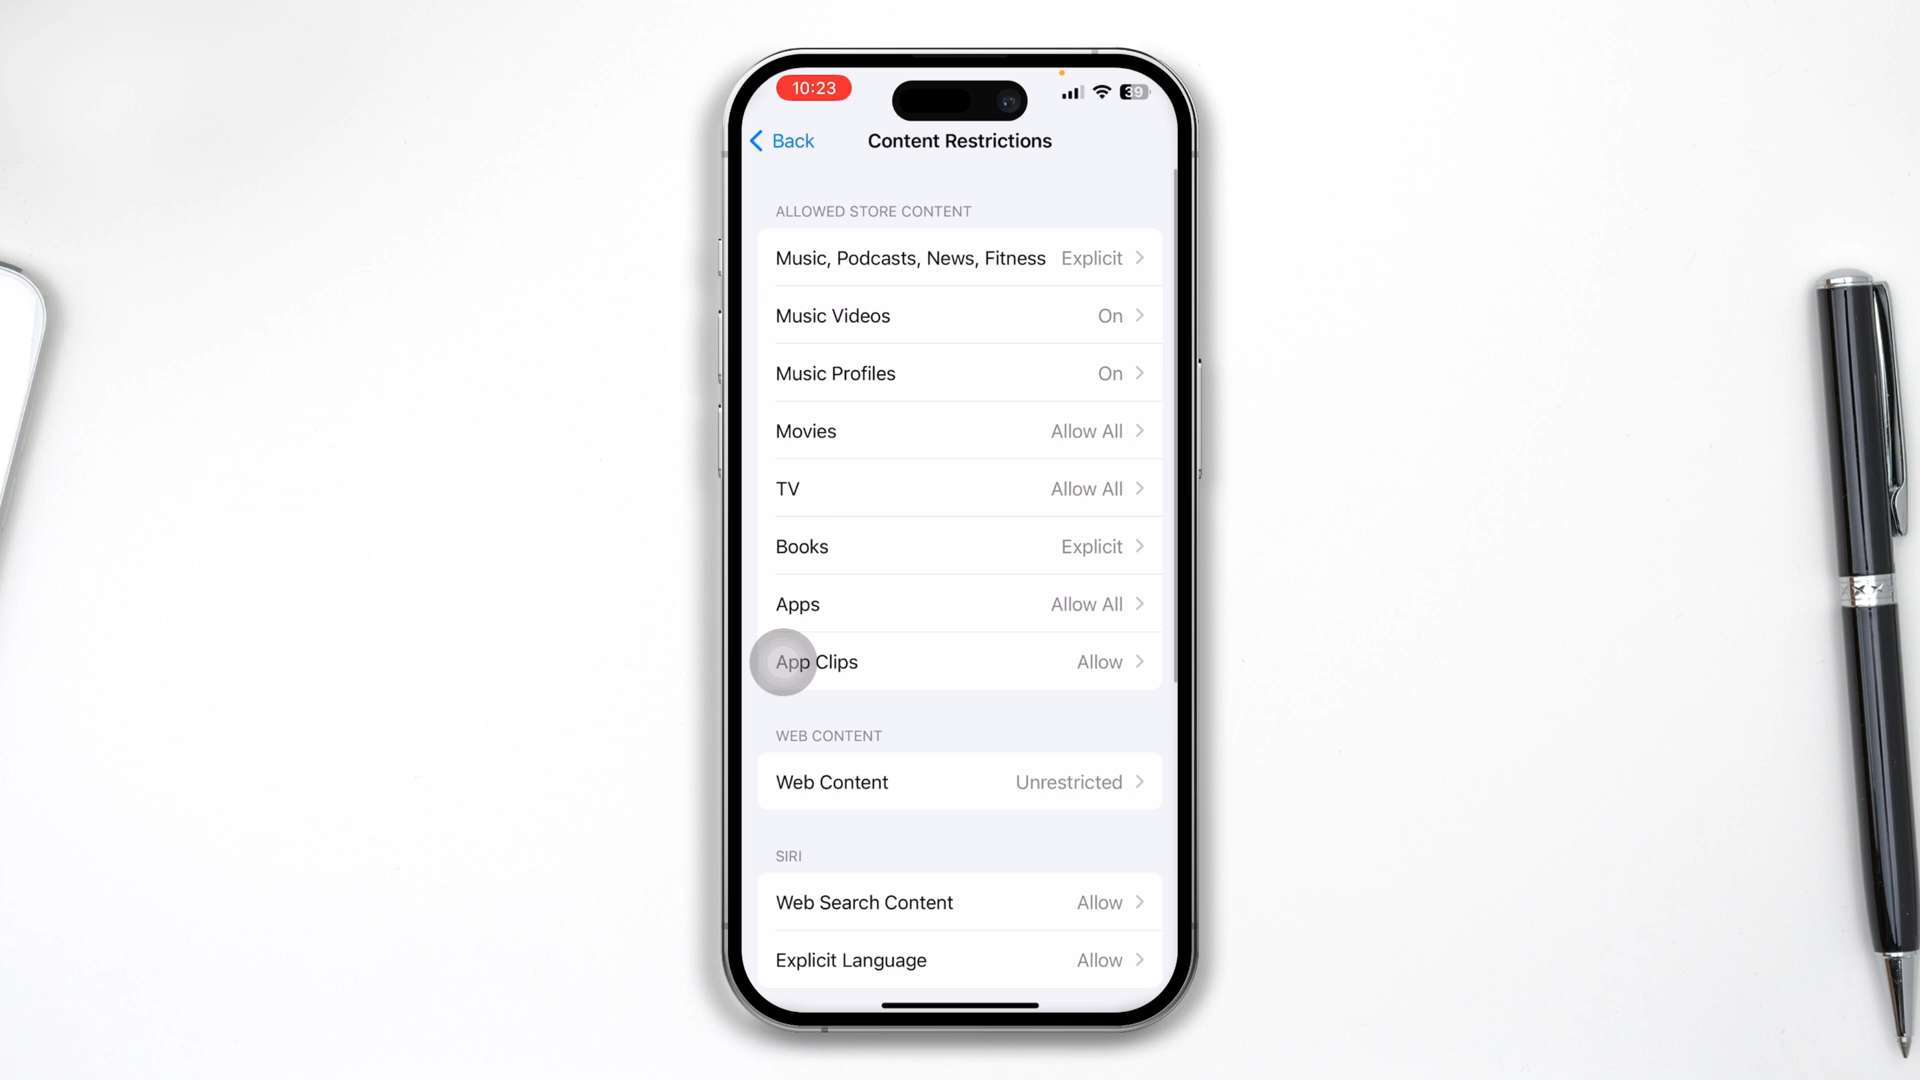 10:23
39
Back
Content Restrictions
ALLOWED STORE CONTENT
Music, Podcasts, News, Fitness Explicit
Music Videos On
Music Profiles On
Movies Allow All
TV Allow All
Books Explicit
Apps Allow All
App Clips Allow
WEB CONTENT
Web Content Unrestricted
SIRI
Web Search Content Allow
Explicit Language Allow